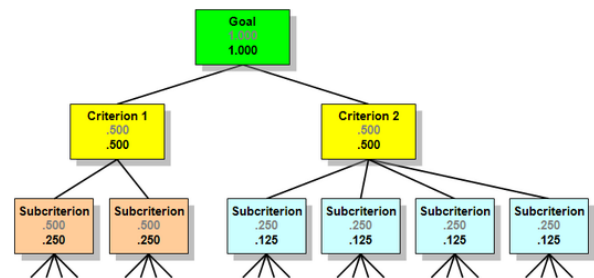 Goal
1.000
1.000
Criterion 1
.500
.500
Criterion 2
.500
.500
Subcriterion
.500
.250
Subcriterion
.500
.250
Subcriterion
.250
.125
Subcriterion
.250
.125
Subcriterion
.250
.125
Subcriterion
.250
.125